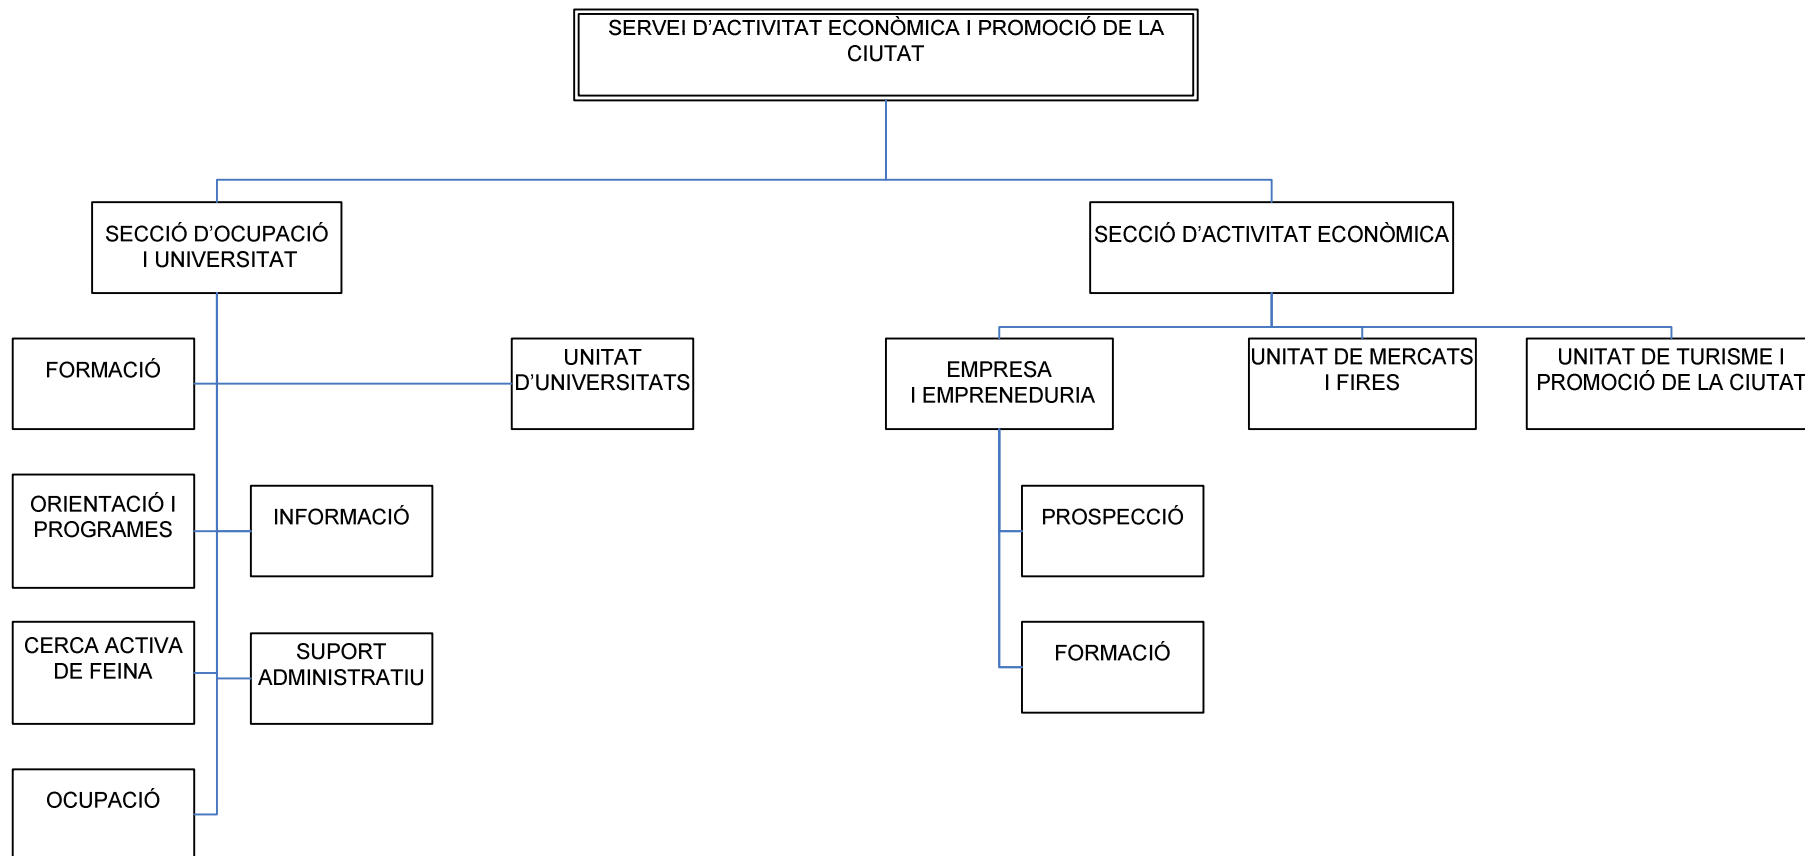 SERVEI D'ACTIVITAT ECONÒMICA I PROMOCIÓ DE LA
CIUTAT
SECCIÓ D'OCUPACIÓ
I UNIVERSITAT
SECCIÓ D'ACTIVITAT ECONÒMICA
FORMACIÓ
UNITAT
D'UNIVERSITATS
EMPRESA
I EMPRENEDURIA
UNITAT DE MERCATS
I FIRES
UNITAT DE TURISME I
PROMOCIÓ DE LA CIUTAT
ORIENTACIÓ I
PROGRAMES
INFORMACIÓ
PROSPECCIÓ
CERCA ACTIVA
DE FEINA
SUPORT
ADMINISTRATIU
FORMACIÓ
OCUPACIÓ